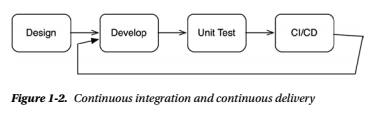 Design
Develop
Unit Test
CI/CD
Figure 1-2. Continuous integration and continuous delivery